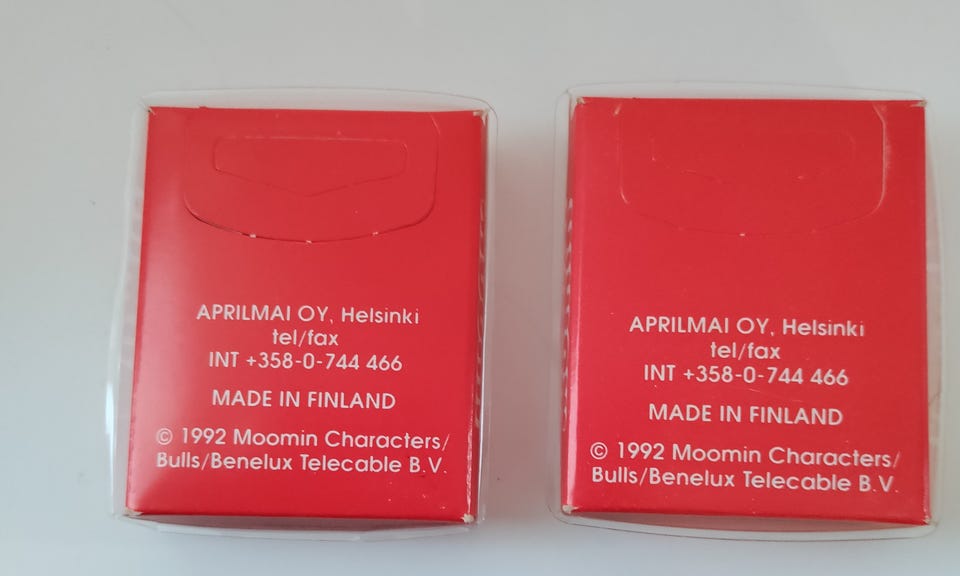 APRILMAI OY, Helsinki
tel/fax
INT +358-0-744 466
MADE IN FINLAND
© 1992 Moomin Characters/
Bulls/Benelux Telecable B.V.
APRILMAI OY, Helsinki
tel/fax
INT +358-0-744 466
MADE IN FINLAND
© 1992 Moomin Characters/
Bulls/Benelux Telecable B.V.